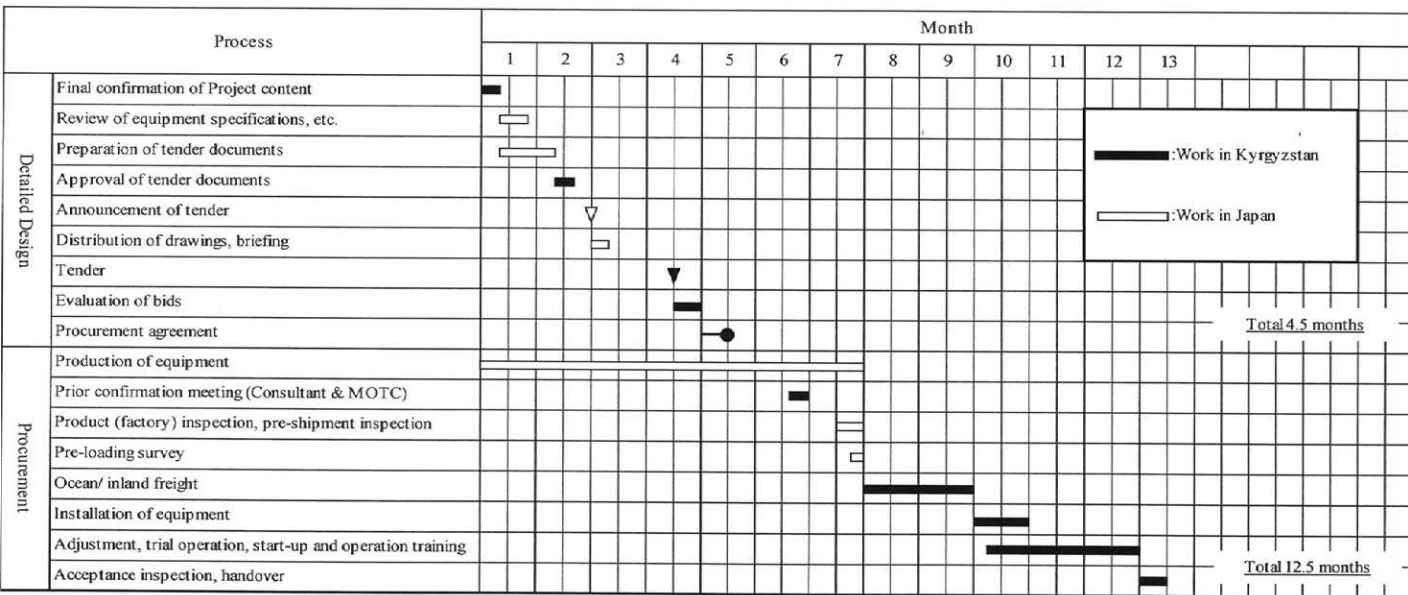 Process
Month
1 2 3 4 5 6 7 8 9 10 11 12 13
Detailed Design
Final confirmation of Project content
Review of equipment specifications, etc.
Preparation of tender documents
Approval of tender documents
Announcement of tender
Distribution of drawings, briefing
Tender
Evaluation of bids
Procurement agreement
:Work in Kyrgyzstan
:Work in Japan
Total 4.5 months
Procurement
Production of equipment
Prior confirmation meeting (Consultant & MOTC)
Product (factory) inspection, pre-shipment inspection
Pre-loading survey
Ocean/ inland freight
Installation of equipment
Adjustment, trial operation, start-up and operation training
Acceptance inspection, handover
Total 12.5 months